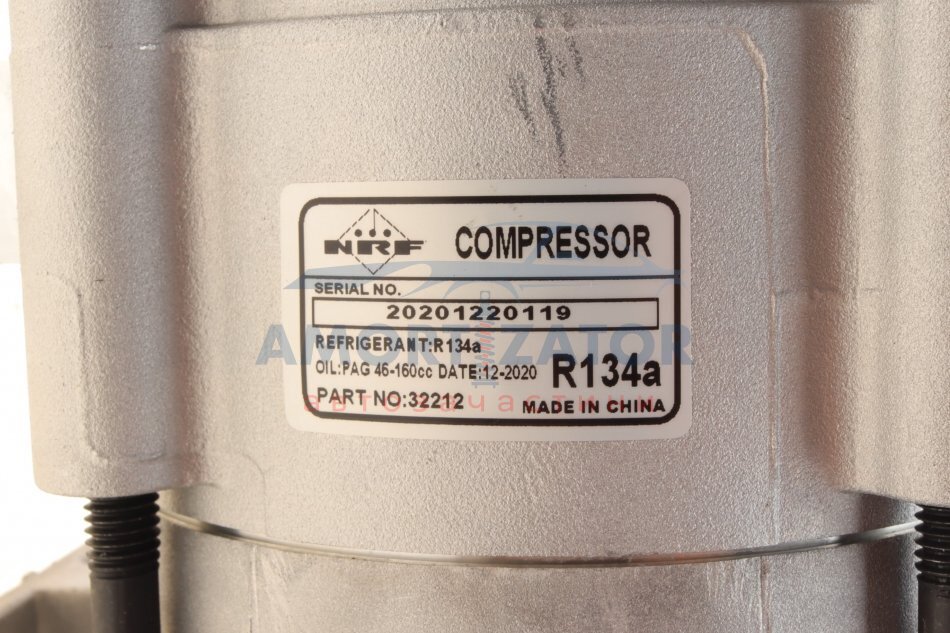 NRF COMPRESSOR
SERIAL NO.
20201220119
AMORTIZATOR
REFRIGERANT:R134a
OIL:PAG 46-160cc DATE:12-2020 R134a
PART NO:32212
автозапчастини
MADE IN CHINA